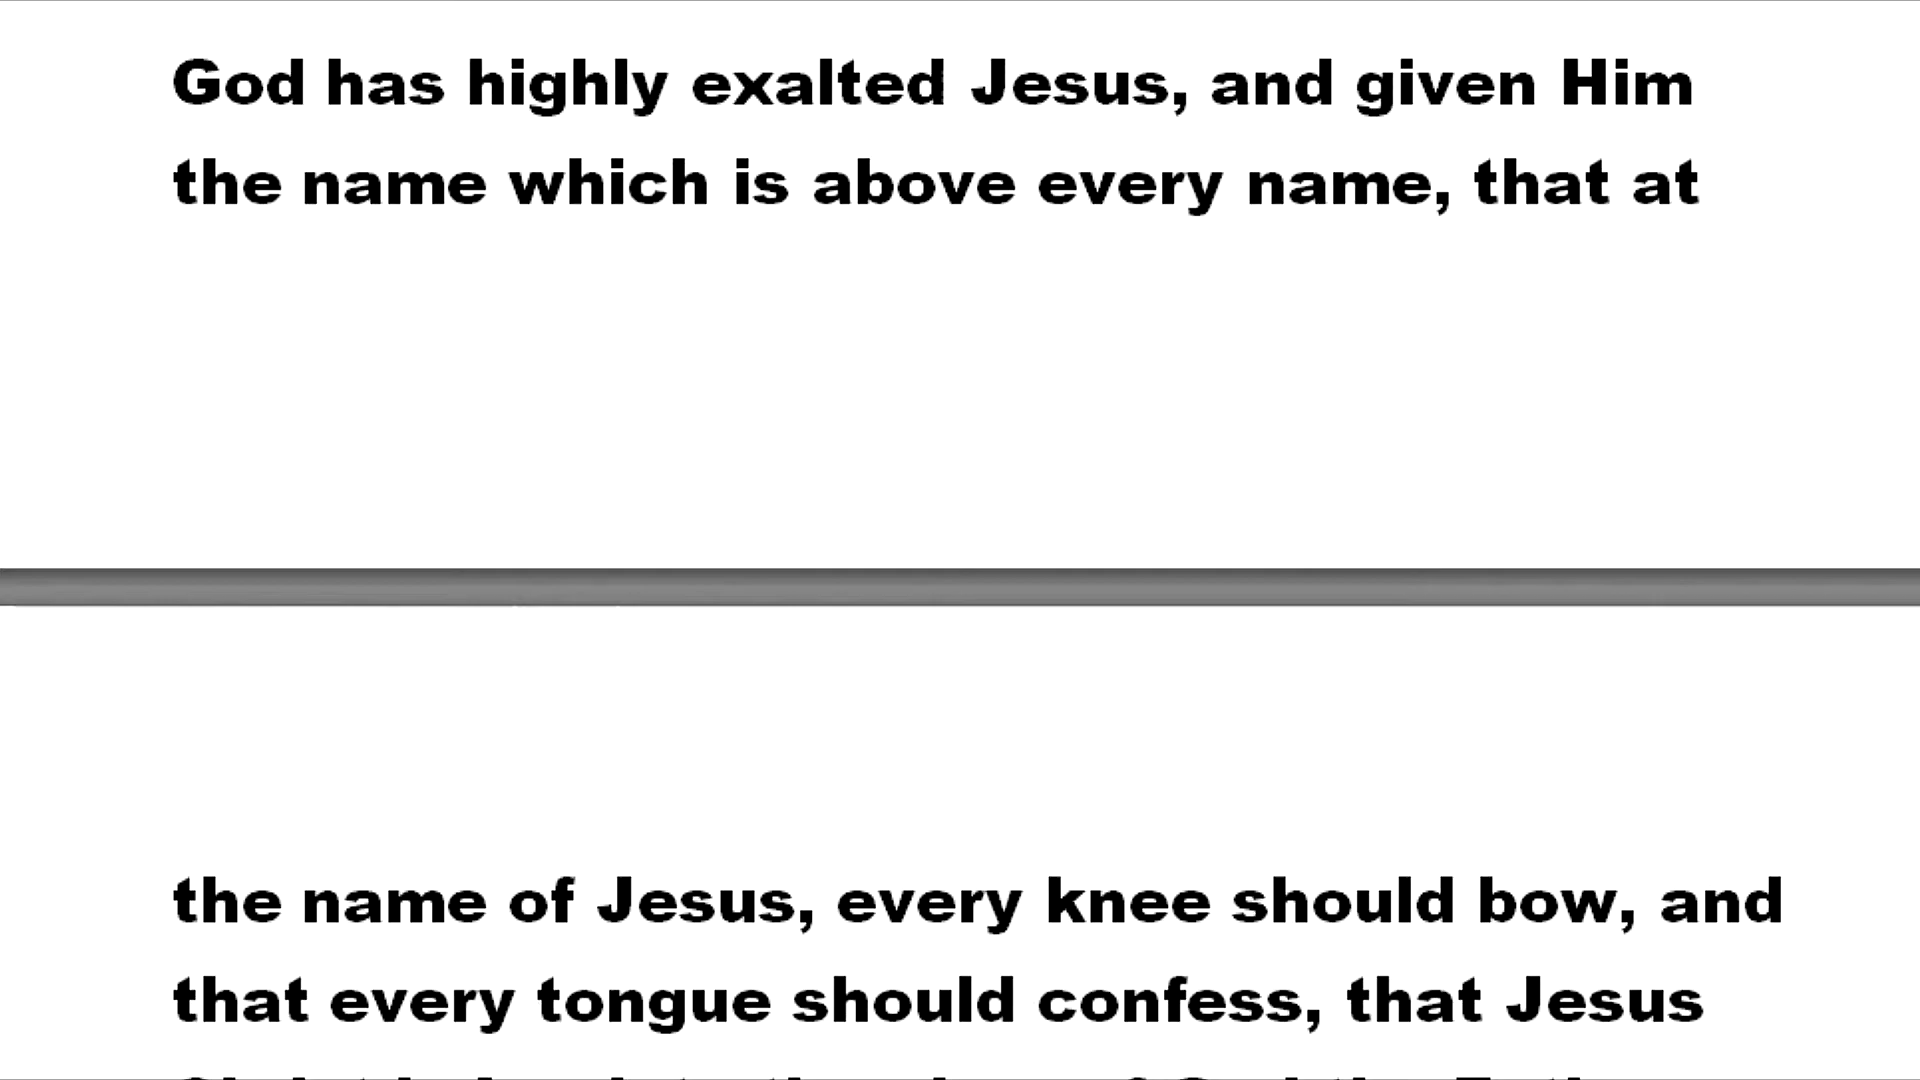 God has highly exalted Jesus, and given Him
the name which is above every name, that at
the name of Jesus, every knee should bow, and
that every tongue should confess, that Jesus